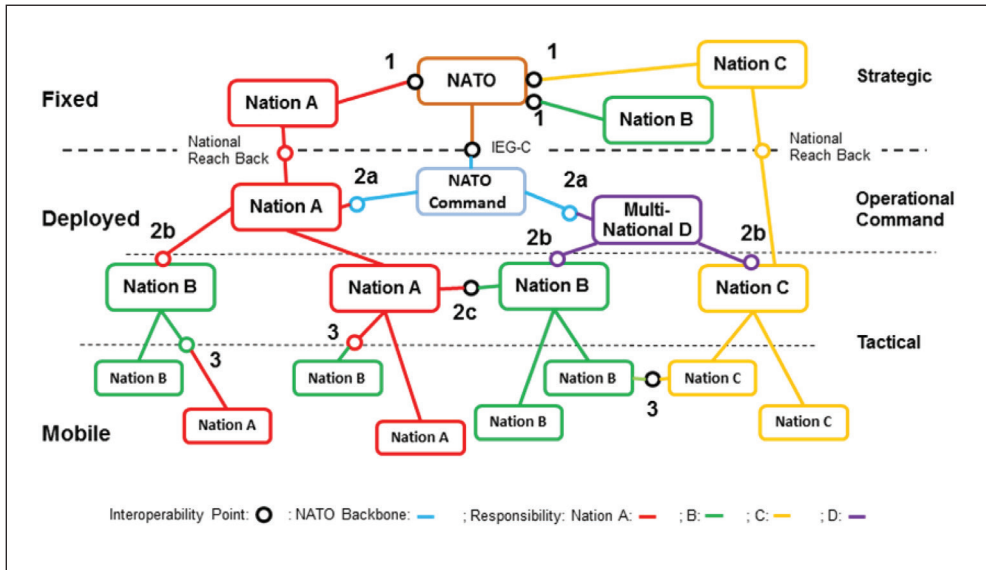 1
1
NATO
Nation C
Strategic
Fixed
Nation A
1
Nation B
National
Reach Back
IEG-C
National
Reach Back
2a
2a
NATO
Command
Nation A
Multi-
National D
Operational
Command
Deployed
2b
2b
2b
Nation B
Nation A
Nation B
Nation C
2c
3
3
Tactical
Nation B
Nation B
Nation B
Nation C
3
Nation A
Nation A
Nation B
Nation C
Mobile
Interoperability Point: : NATO Backbone: ; Responsibility: Nation A: ; B: ; C: ; D: